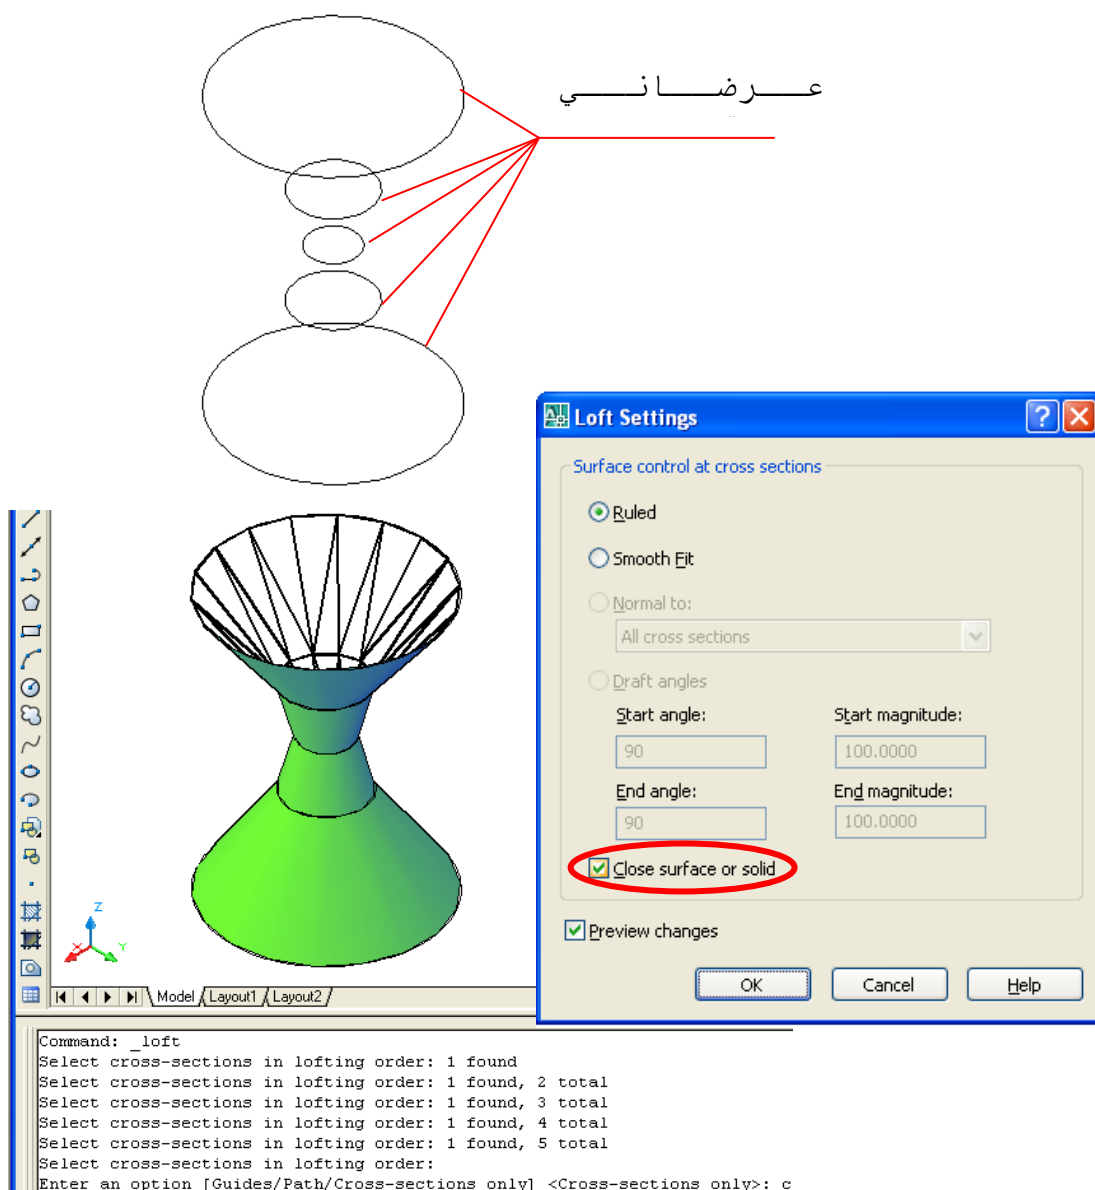 عرضاني
Loft Settings
Surface control at cross sections
Ruled
Smooth Fit
Normal to:
All cross sections
Draft angles
Start angle:
Start magnitude:
90
100.0000
End angle:
End magnitude:
90
100.0000
Close surface or solid
Preview changes
OK
Cancel
Help
Z
X
Y
Model
Layout1
Layout2
Command: _loft
Select cross-sections in lofting order: 1 found
Select cross-sections in lofting order: 1 found, 2 total
Select cross-sections in lofting order: 1 found, 3 total
Select cross-sections in lofting order: 1 found, 4 total
Select cross-sections in lofting order: 1 found, 5 total
Select cross-sections in lofting order:
Enter an option [Guides/Path/Cross-sections only] <Cross-sections only>: c